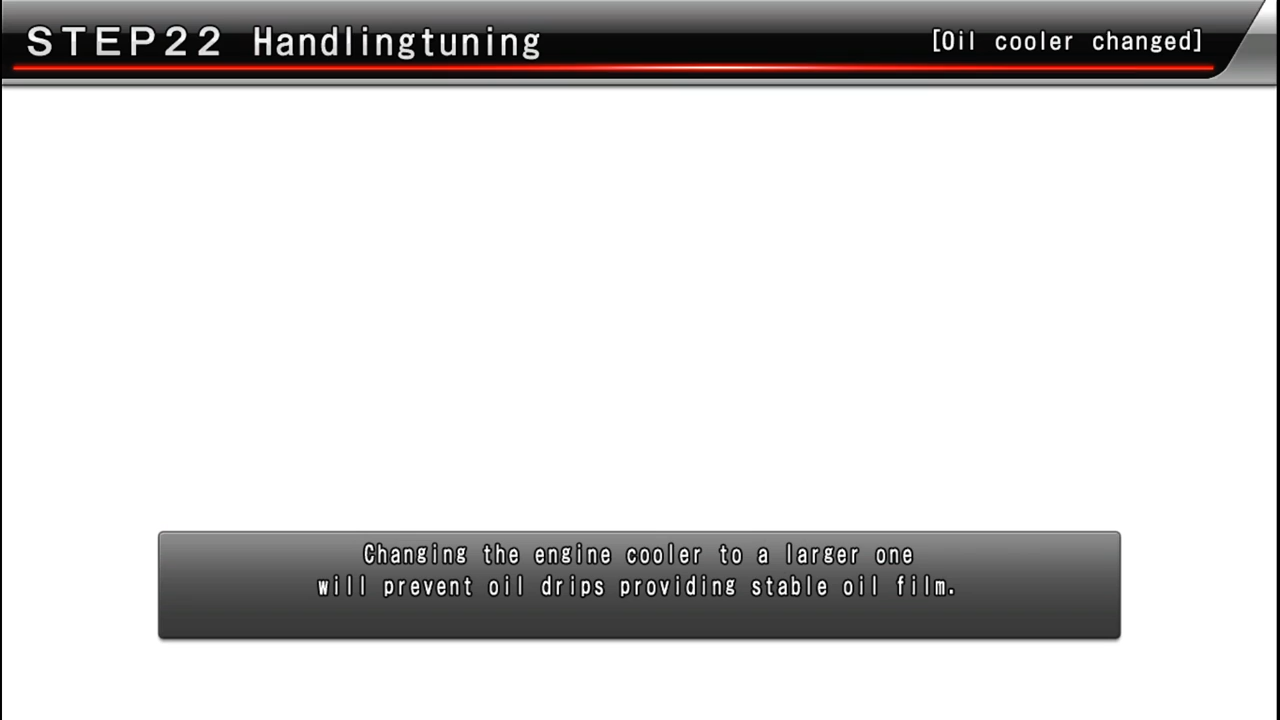 STEP22 Handlingtuning
[Oil cooler changed]
Changing the engine cooler to a larger one
will prevent oil drips providing stable oil film.